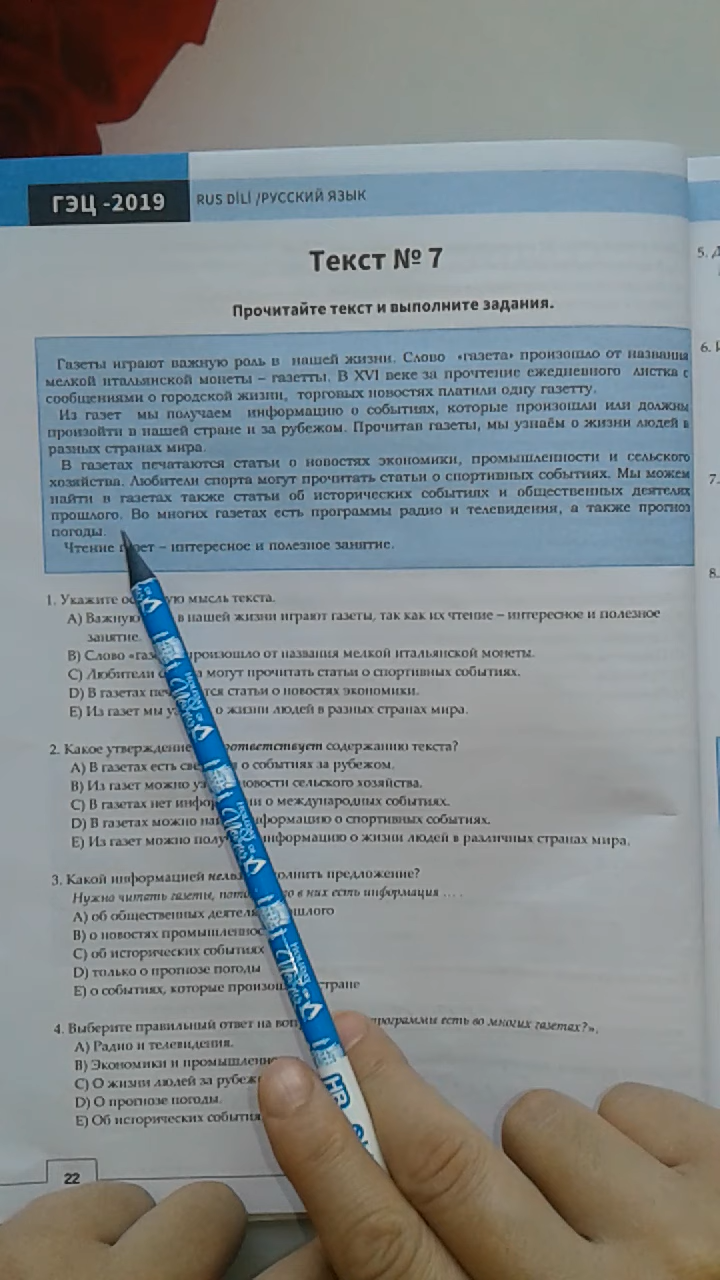 ГЭЦ -2019
RUS DİLİ /РУССКИЙ ЯЗЫК
Текст № 7
Прочитайте текст и выполните задания.
Газеты играют важную роль в нашей жизни. Слово «газета» произошло от названия
мелкой итальянской монеты – газетты. В XVI веке за прочтение ежедневного листка с
сообщениями о городской жизни, торговых новостях платили одну газетту.
Из газет мы получаем информацию о событиях, которые произошли или должны
произойти в нашей стране и за рубежом. Прочитав газеты, мы узнаём о жизни людей в
разных странах мира.
В газетах печатаются статьи о новостях экономики, промышленности и сельского
хозяйства. Любители спорта могут прочитать статьи о спортивных событиях. Мы можем
найти в газетах также статьи об исторических событиях и общественных деятелях
прошлого. Во многих газетах есть программы радио и телевидения, а также прогноз
погоды.
Чтение – интересное и полезное занятие.
1. Укажите мысль текста.
A) Важную в нашей жизни играют газеты, так как их чтение – интересное и полезное
занятие.
B) Слово произошло от названия мелкой итальянской монеты.
C) Любители могут прочитать статьи о спортивных событиях.
D) В газетах статьи о новостях экономики.
E) Из газет мы о жизни людей в разных странах мира.
2. Какое утверждение соответствует содержанию текста?
A) В газетах есть о событиях за рубежом.
B) Из газет можно новости сельского хозяйства.
C) В газетах нет о международных событиях.
D) В газетах можно информацию о спортивных событиях.
E) Из газет можно информацию о жизни людей в различных странах мира.
3. Какой информацией предложение?
Нужно читать газеты, в них есть информация ... .
A) об общественных
B) о новостях
C) об исторических событиях
D) только о прогнозе погоды
E) о событиях, которые
4. Выберите правильный ответ на программы есть во многих газетах?».
A) Радио и телевидения.
B) Экономики и
C) О жизни людей за
D) О прогнозе погоды.
E) Об исторических
22
HB
5.
6.
7.
8.